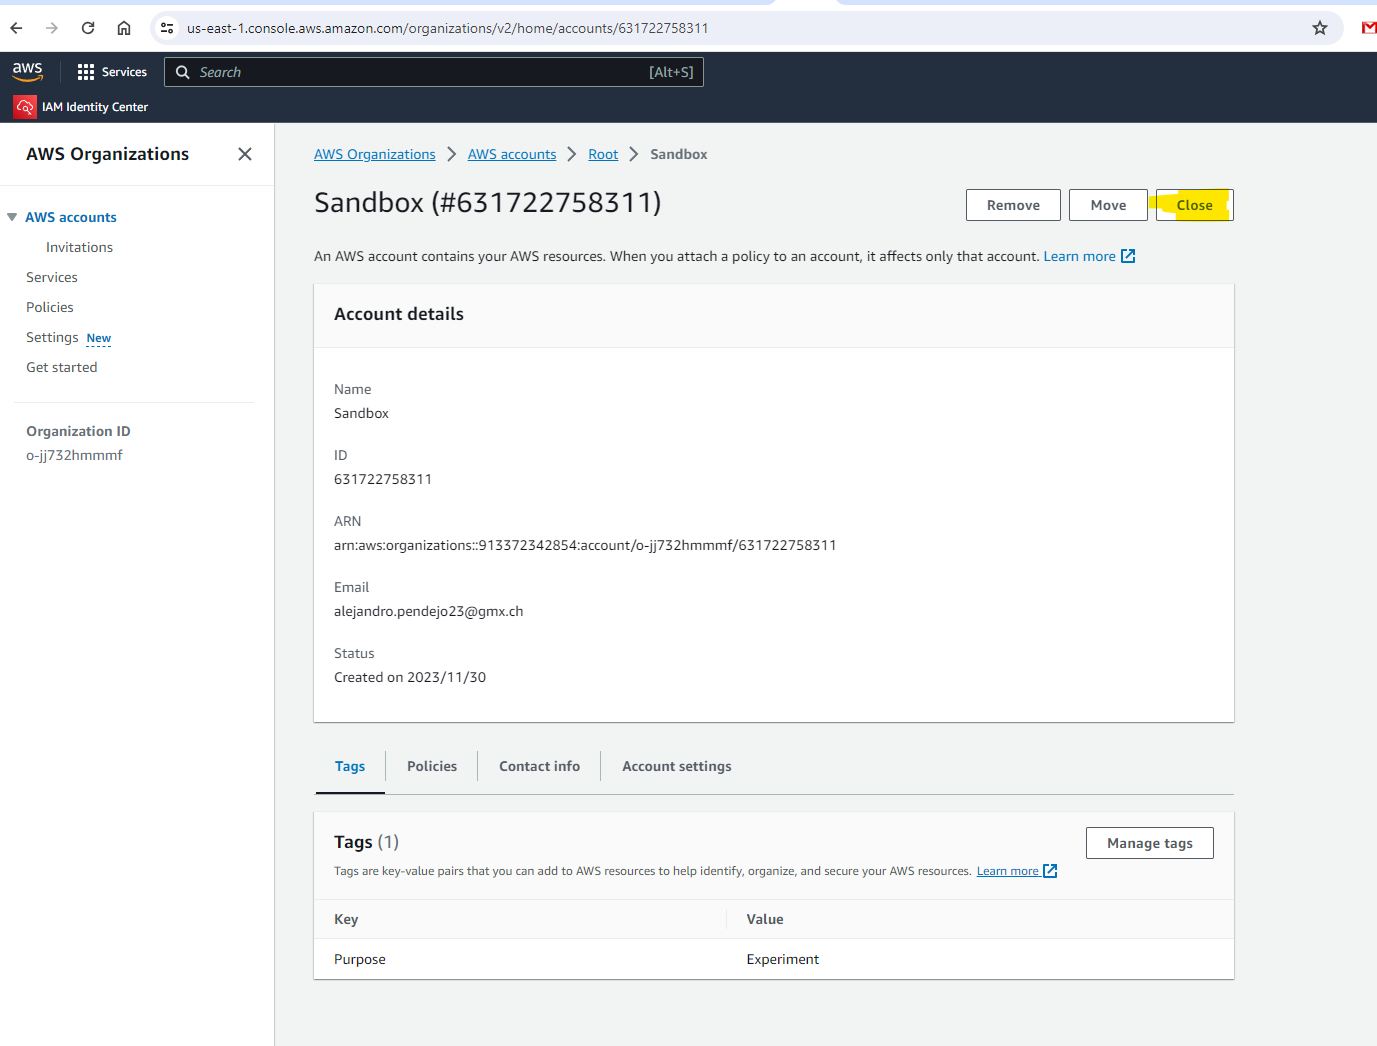 us-east-1.console.aws.amazon.com/organizations/v2/home/accounts/631722758311
aws
Services
Search
[Alt+S]
IAM Identity Center
AWS Organizations
AWS accounts
Invitations
Services
Policies
Settings New
Get started
Organization ID
o-jj732hmmmf
AWS Organizations > AWS accounts > Root > Sandbox
Sandbox (#631722758311)
Remove
Move
Close
An AWS account contains your AWS resources. When you attach a policy to an account, it affects only that account. Learn more
Account details
Name
Sandbox
ID
631722758311
ARN
arn:aws:organizations::913372342854:account/o-jj732hmmmf/631722758311
Email
alejandro.pendejo23@gmx.ch
Status
Created on 2023/11/30
Tags
Policies
Contact info
Account settings
Tags (1)
Manage tags
Tags are key-value pairs that you can add to AWS resources to help identify, organize, and secure your AWS resources. Learn more
Key
Value
Purpose
Experiment